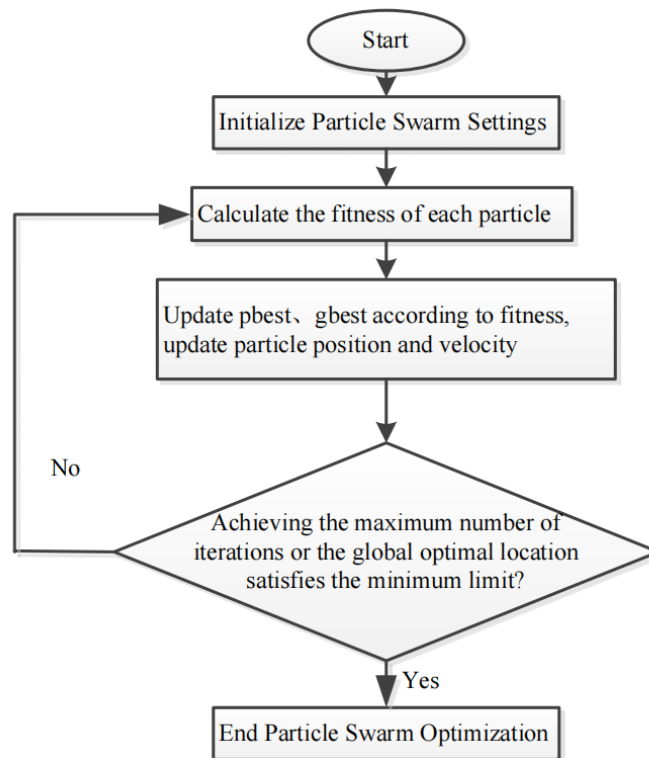 Start
Initialize Particle Swarm Settings
Calculate the fitness of each particle
Update pbest、gbest according to fitness,
update particle position and velocity
No
Achieving the maximum number of
iterations or the global optimal location
satisfies the minimum limit?
Yes
End Particle Swarm Optimization